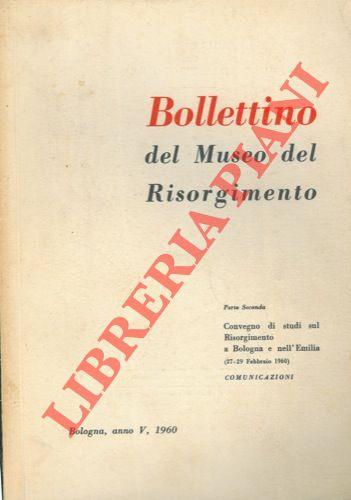 Bollettino
del Museo del
Risorgimento
LIBRERIA PIANI
Parte Seconda
Convegno di studi sul
Risorgimento
a Bologna e nell'Emilia
(27-29 Febbraio 1960)
COMUNICAZIONI
Bologna, anno V, 1960